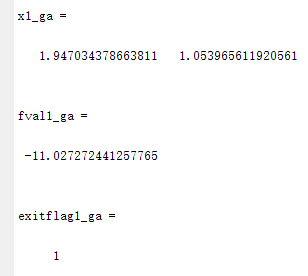 x1_ga =
1.947034378663811 1.053965611920561
fval1_ga =
-11.027272441257765
exitflag1_ga =
1